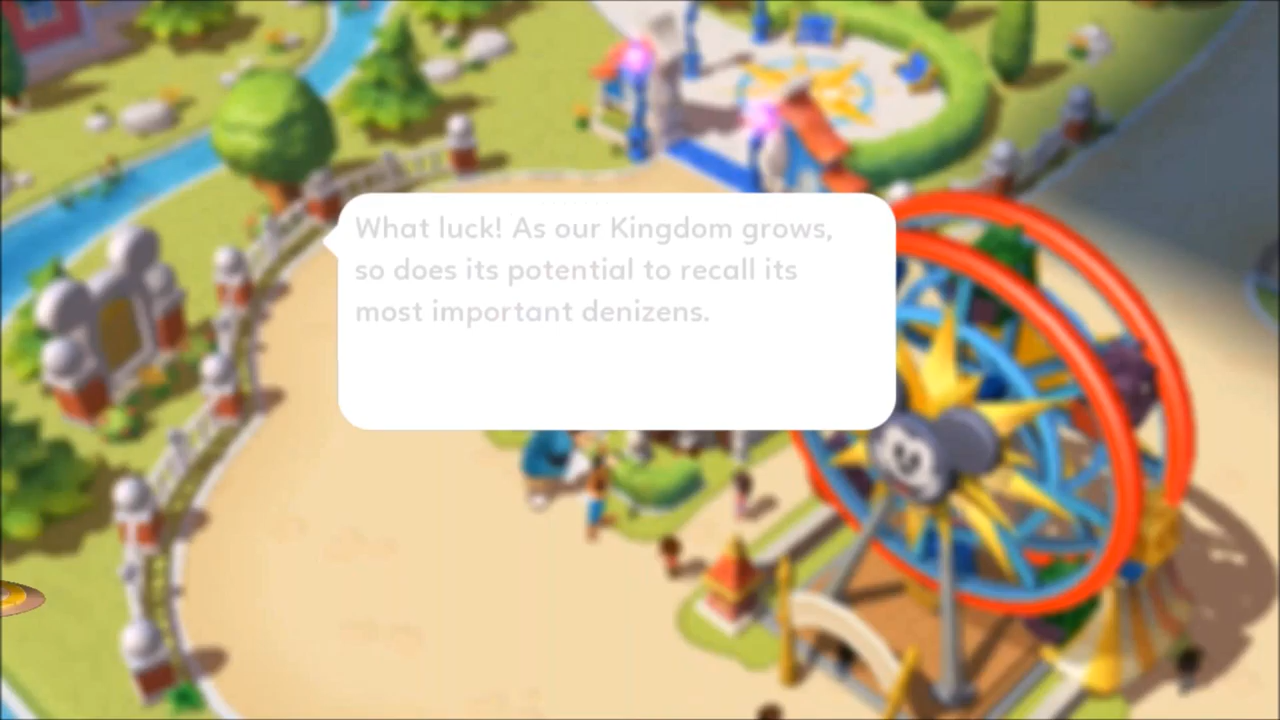 What luck! As our Kingdom grows,
so does its potential to recall its
most important denizens.